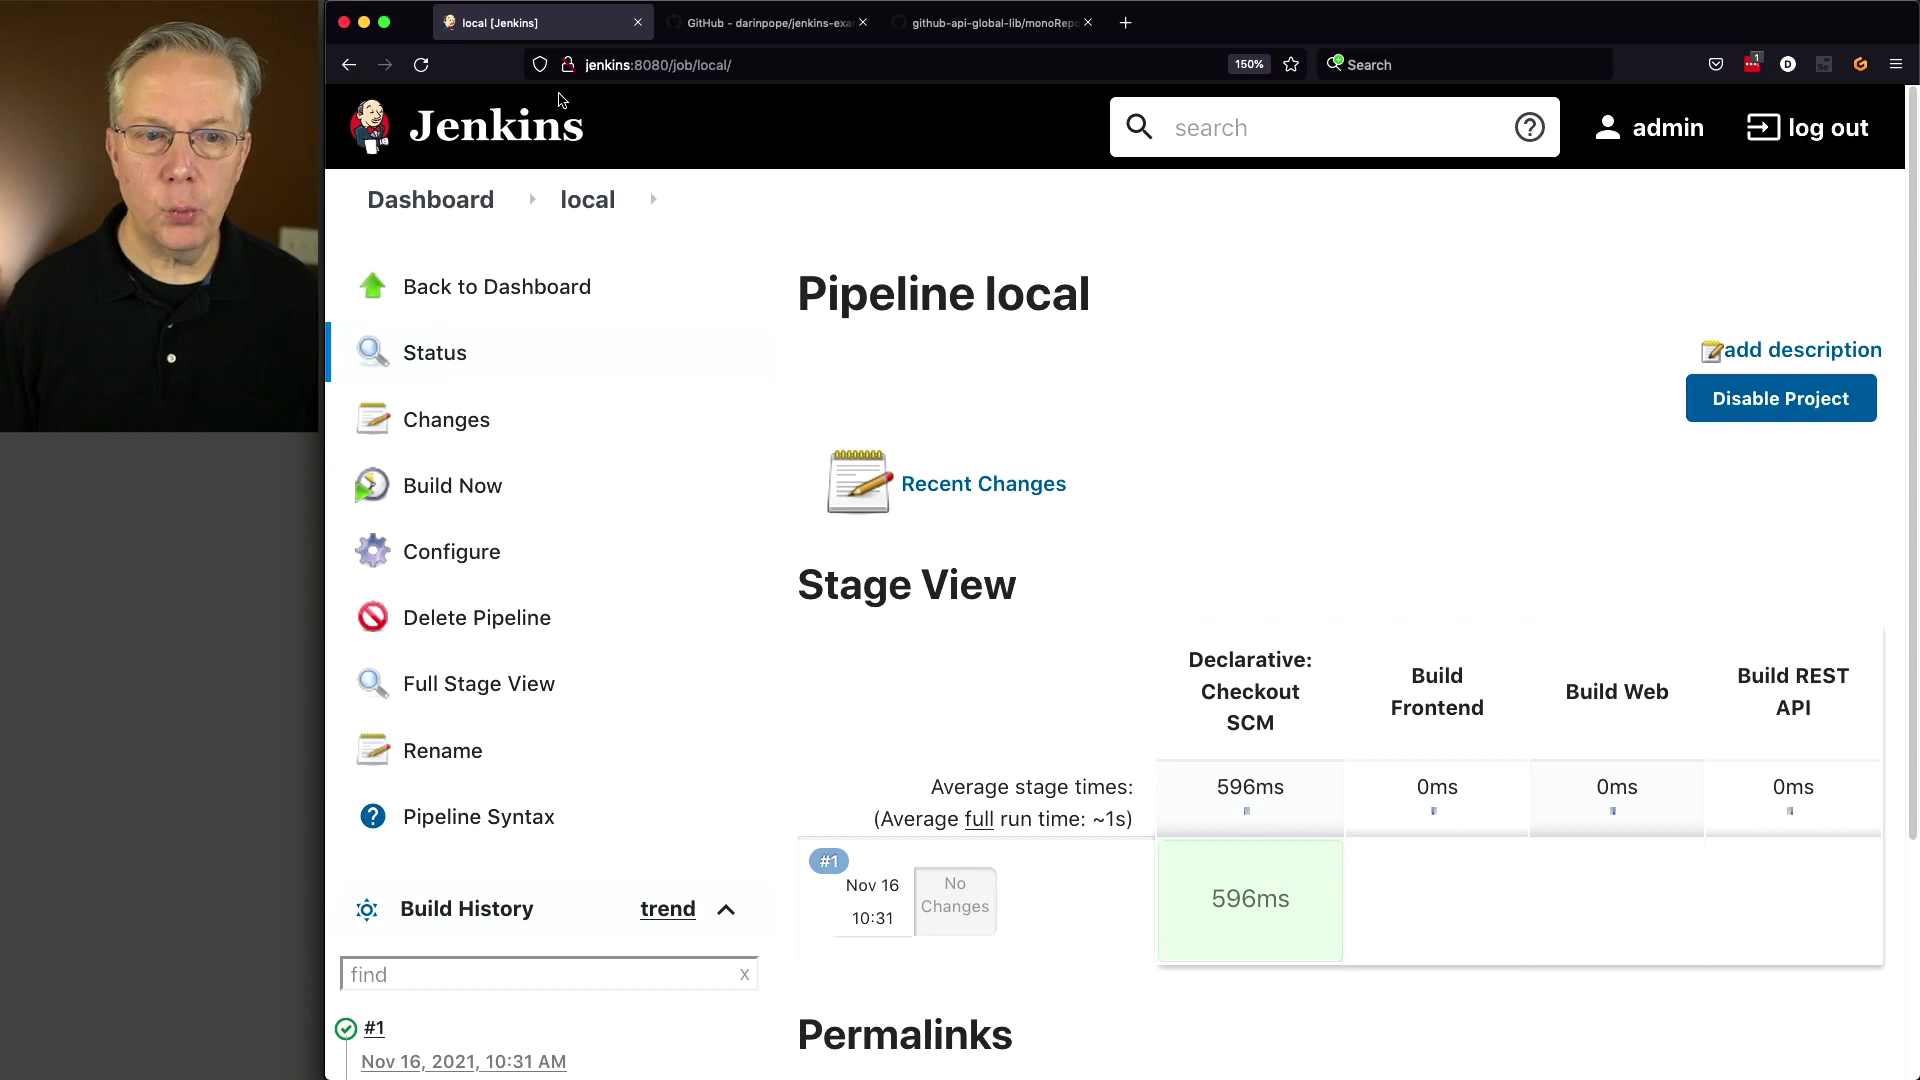 local [Jenkins]
GitHub - darinpope/jenkins-exa
github-api-global-lib/monoRepo
jenkins:8080/job/local/
150%
Search
1
Jenkins
search
admin
log out
Dashboard
local
Back to Dashboard
Status
Changes
Build Now
Configure
Delete Pipeline
Full Stage View
Rename
Pipeline Syntax
Build History
trend
find
x
#1
Nov 16, 2021, 10:31 AM
Pipeline local
add description
Disable Project
Recent Changes
Stage View
Declarative:
Checkout
SCM
Build
Frontend
Build Web
Build REST
API
Average stage times:
(Average full run time: ~1s)
596ms
0ms
0ms
0ms
#1
Nov 16
10:31
No
Changes
596ms
Permalinks